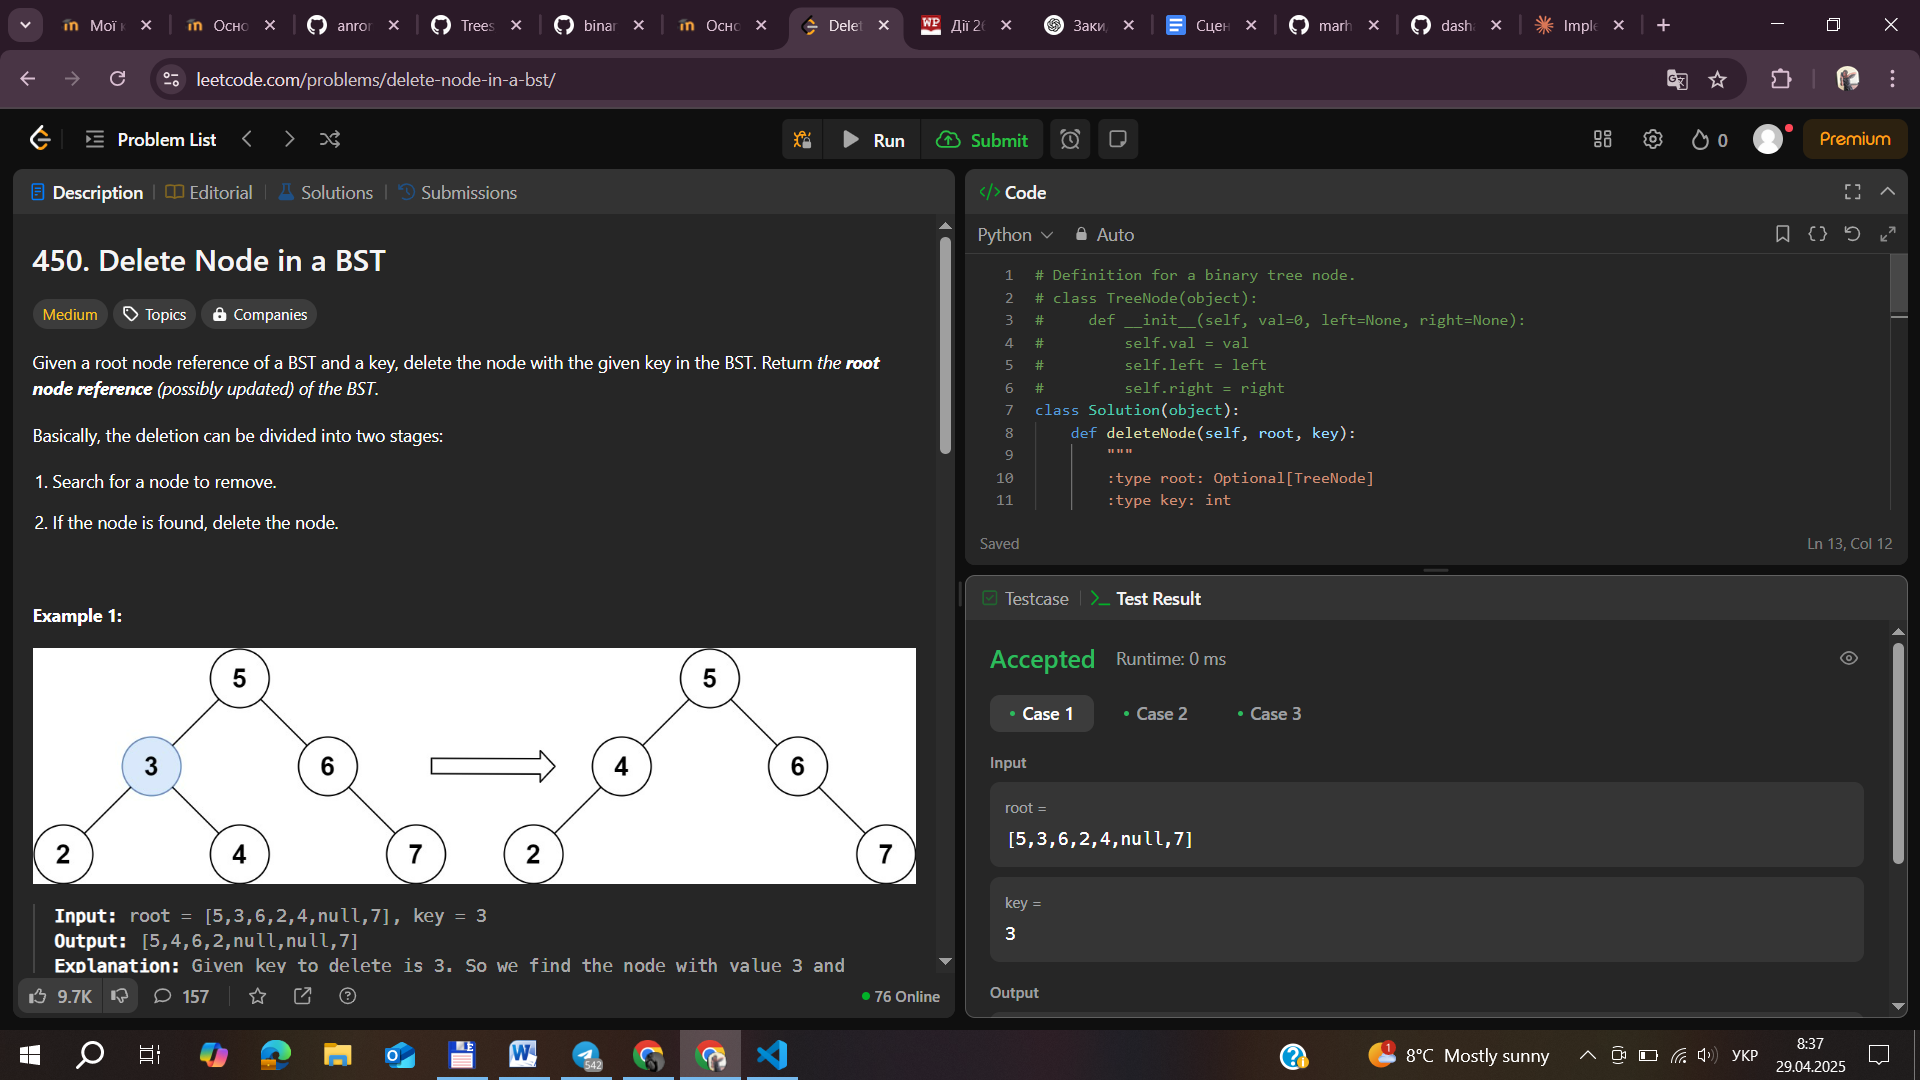 Мої к
Осно
anror
Trees
binar
Осно
Delet
WP
Дії 26
Заки,
Сцен
marh
dasha
Imple
leetcode.com/problems/delete-node-in-a-bst/
Problem List
Run
Submit
0
Premium
Description
Editorial
Solutions
Submissions
450. Delete Node in a BST
Medium
Topics
Companies
Given a root node reference of a BST and a key, delete the node with the given key in the BST. Return the root
node reference (possibly updated) of the BST.
Basically, the deletion can be divided into two stages:
1. Search for a node to remove.
2. If the node is found, delete the node.
Example 1:
5
3
6
2
4
7
5
4
6
2
7
Input: root = [5,3,6,2,4,null,7], key = 3
Output: [5,4,6,2,null,null,7]
Explanation: Given key to delete is 3. So we find the node with value 3 and
9.7K
157
76 Online
</> Code
Python
Auto
1 # Definition for a binary tree node.
2 # class TreeNode(object):
3 #     def __init__(self, val=0, left=None, right=None):
4 #         self.val = val
5 #         self.left = left
6 #         self.right = right
7 class Solution(object):
8     def deleteNode(self, root, key):
9         """
10         :type root: Optional[TreeNode]
11         :type key: int
Saved
Ln 13, Col 12
Testcase
Test Result
Accepted
Runtime: 0 ms
Case 1
Case 2
Case 3
Input
root =
[5,3,6,2,4,null,7]
key =
3
Output
542
1
8°C Mostly sunny
УКР
8:37
29.04.2025